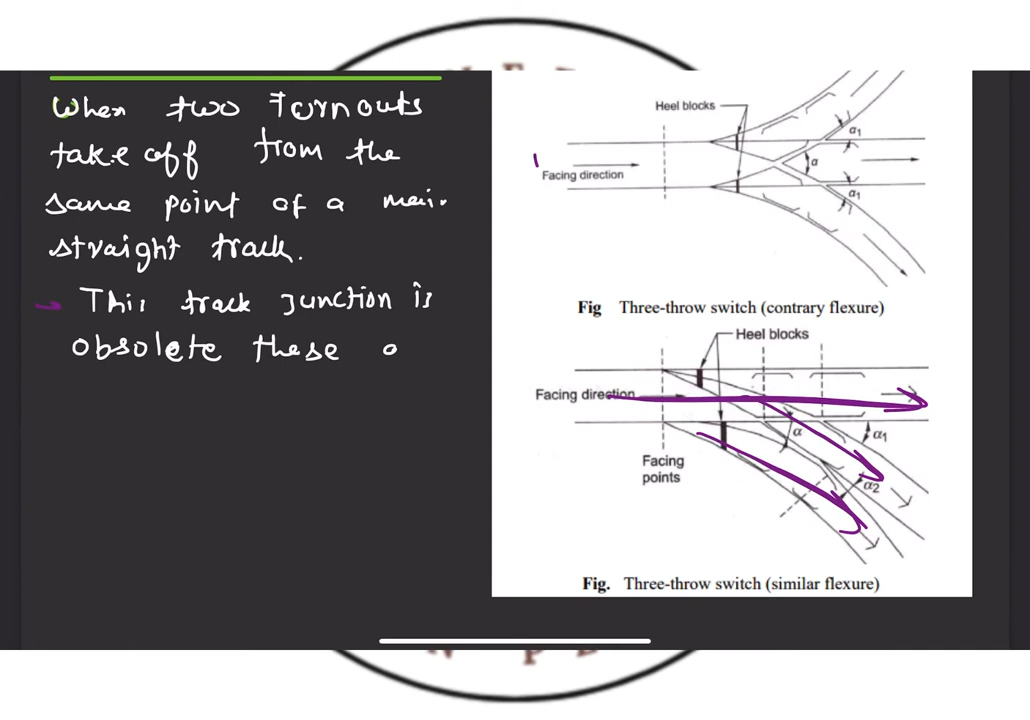 When two Turnouts
take off from the
same point of a mai.
straight track.
→ This track Junction is
obsolete these o
Heel blocks
α1
α
Facing direction
α1
Fig Three-throw switch (contrary flexure)
Heel blocks
Facing direction
α
α1
Facing
points
α2
Fig. Three-throw switch (similar flexure)